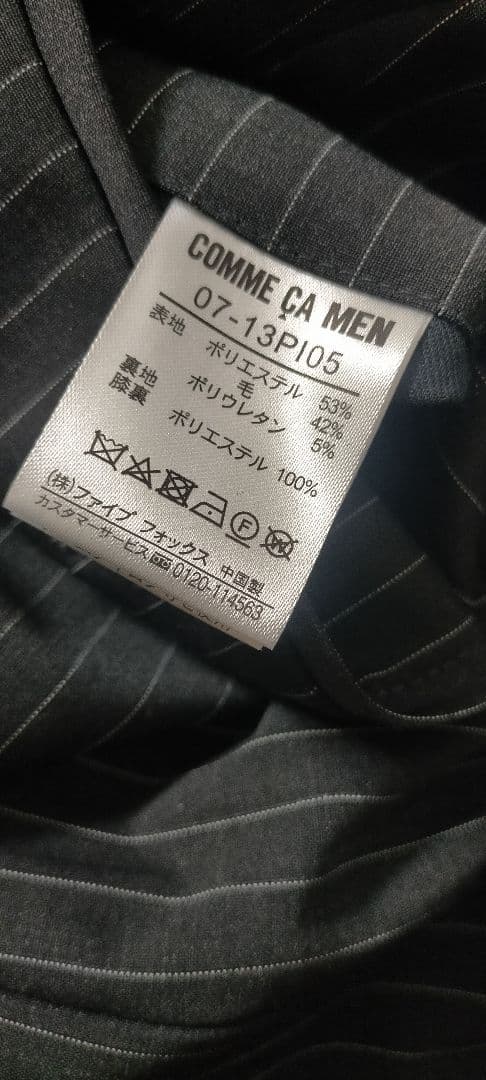 COMME ÇA MEN
07-13PI05
表地 ポリエステル 53%
毛 42%
ポリウレタン 5%
裏地
膝裏 ポリエステル 100%
(株)ファイブ フォックス 中国製
カスタマーサービス 0120-114563